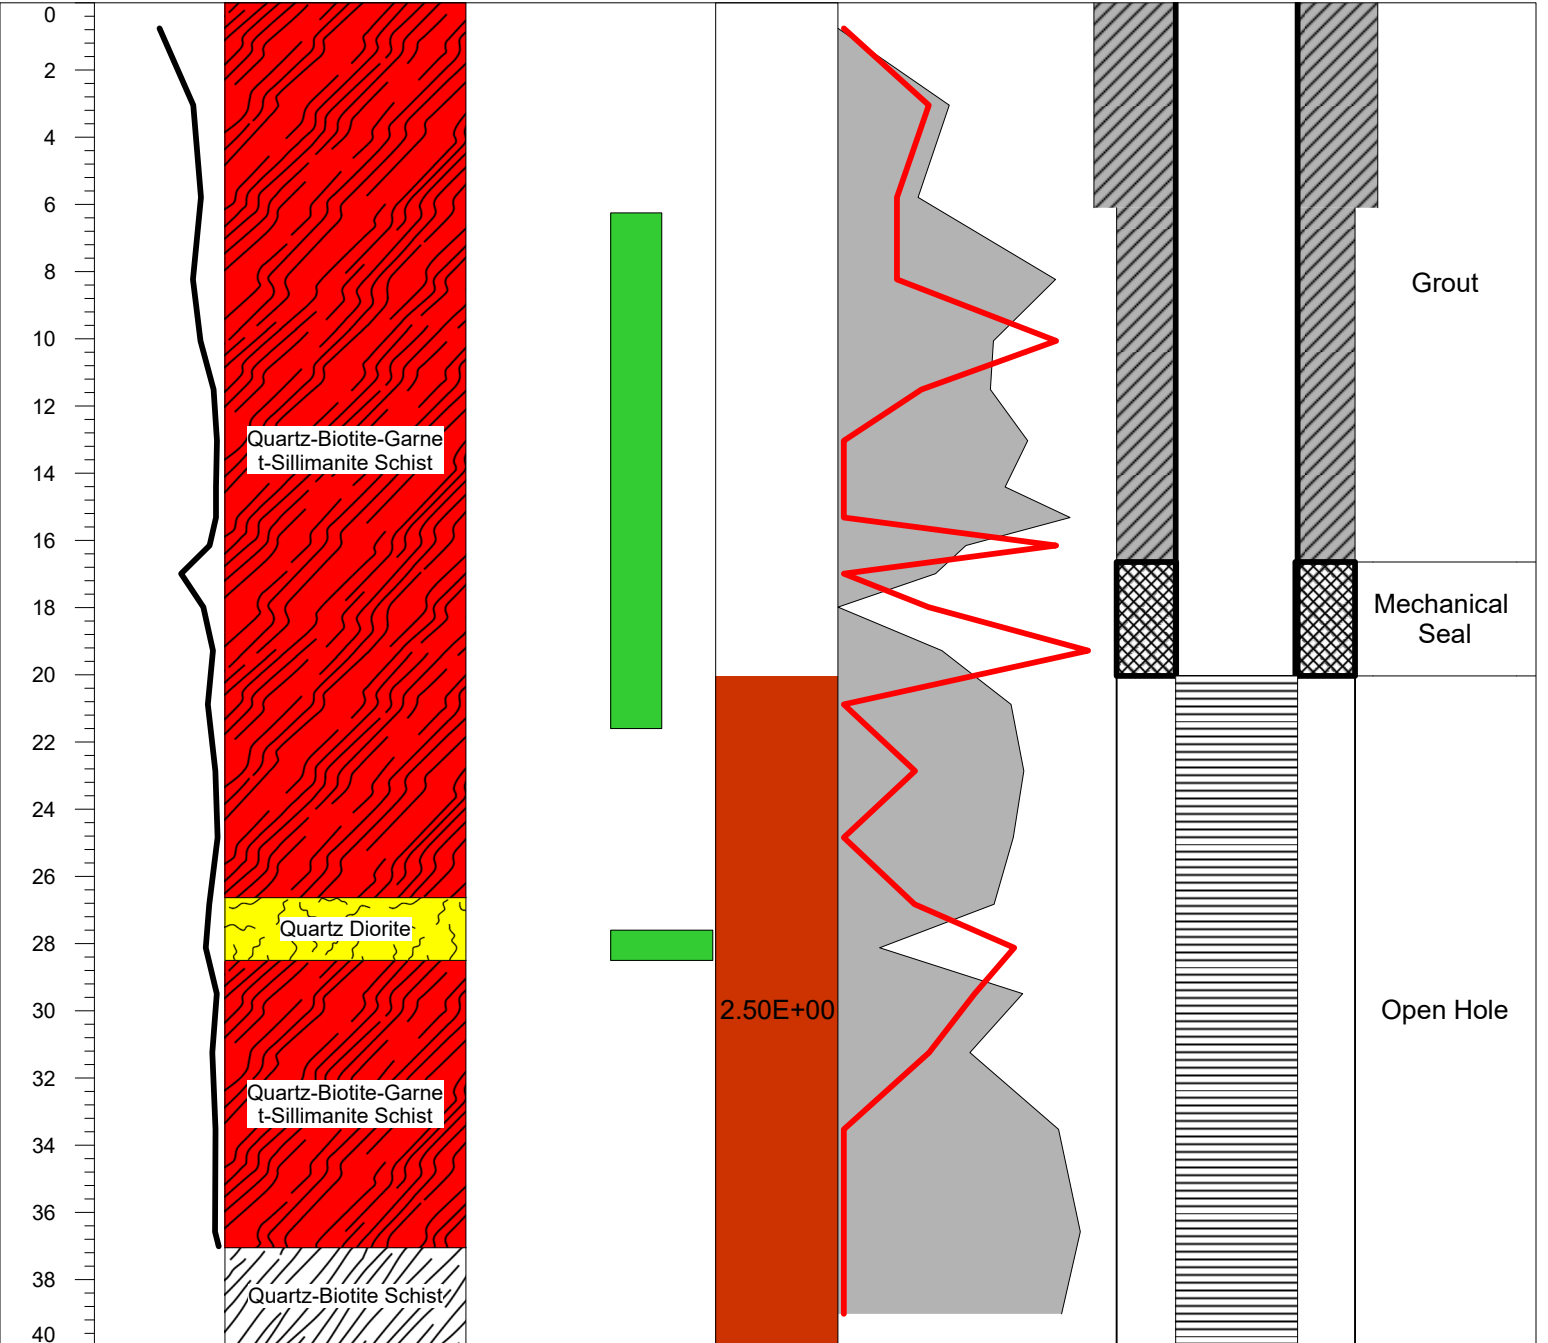 0
2
4
6
8
Grout
10
12
Quartz-Biotite-Garne
t-Sillimanite Schist
14
16
18
Mechanical
Seal
20
22
24
26
Quartz Diorite
28
30
2.50E+00
Open Hole
32
Quartz-Biotite-Garne
t-Sillimanite Schist
34
36
38
Quartz-Biotite Schist
40